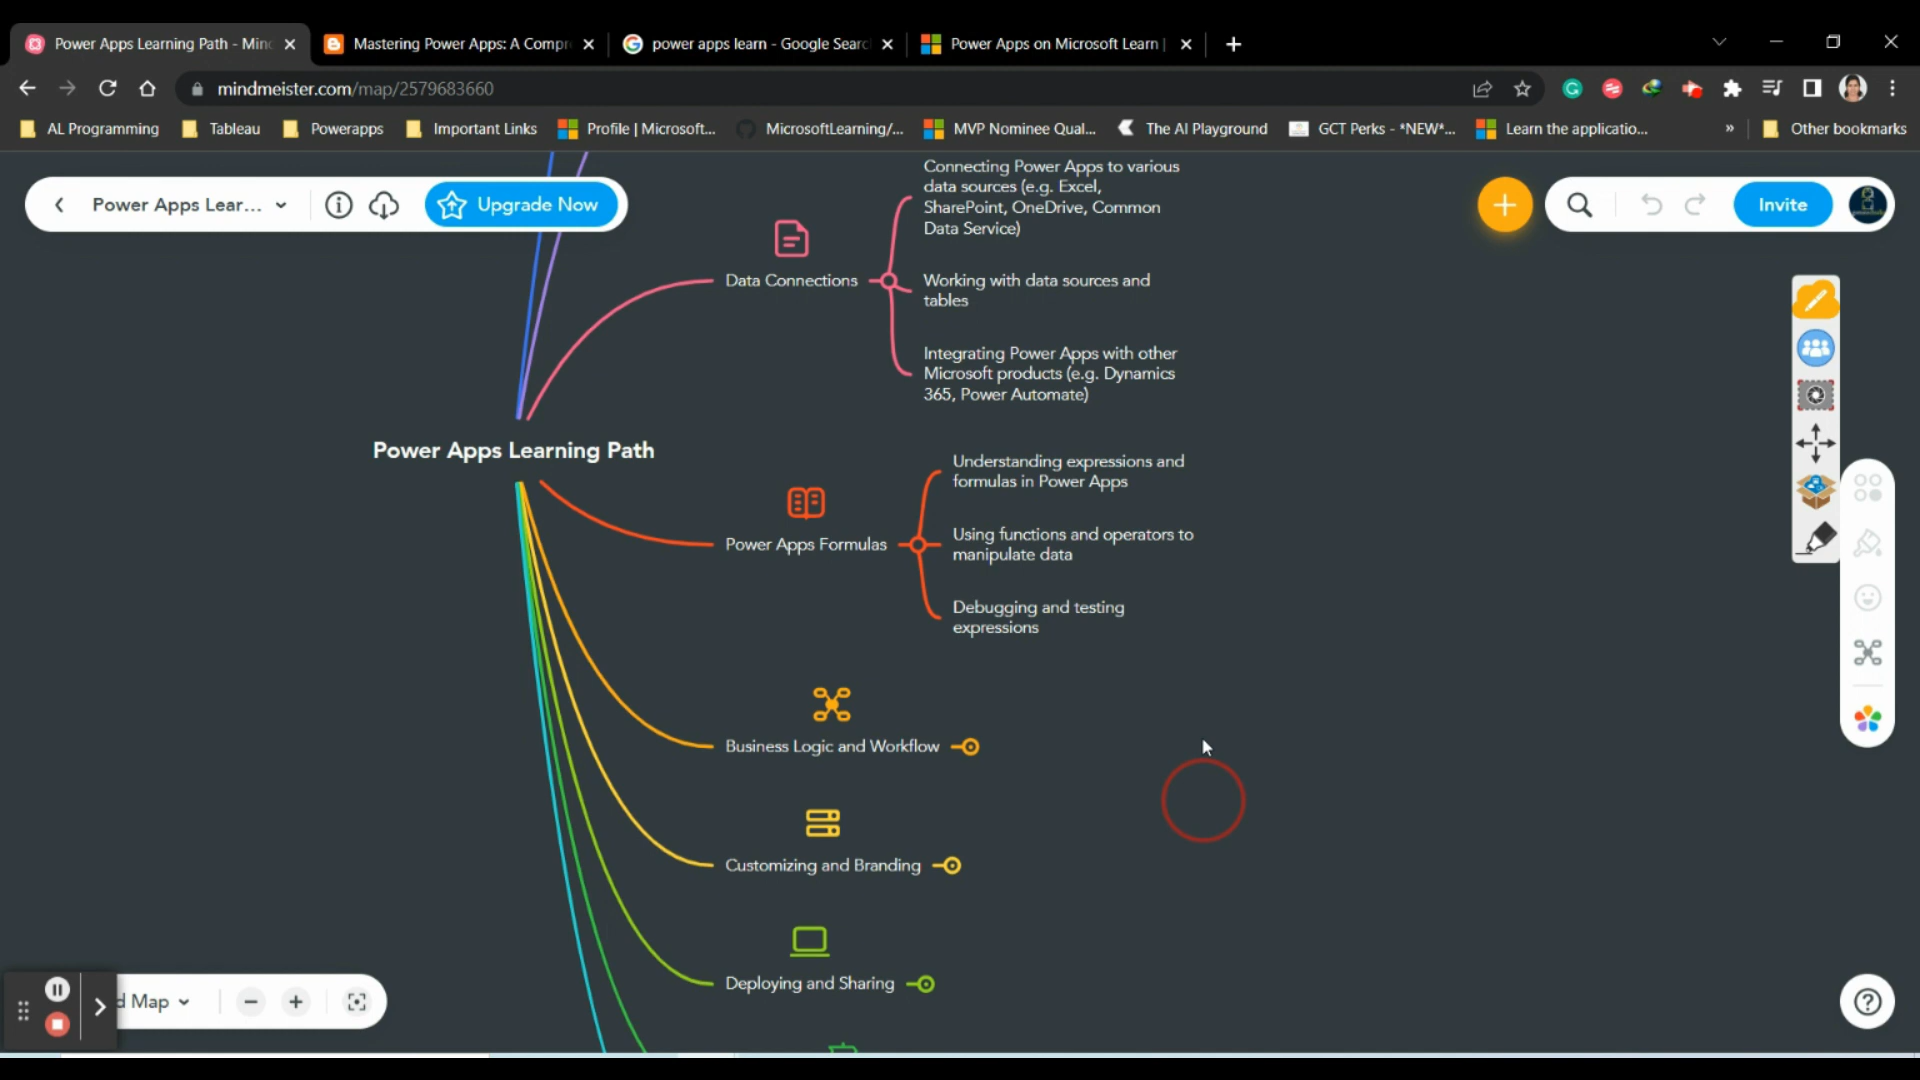 Power Apps Learning Path - Mind
Mastering Power Apps: A Compr
power apps learn - Google Searc
Power Apps on Microsoft Learn |
mindmeister.com/map/2579683660
AL Programming
Tableau
Powerapps
Important Links
Profile | Microsoft...
MicrosoftLearning/...
MVP Nominee Qual...
The AI Playground
GCT Perks - *NEW*...
Learn the applicatio...
»
Other bookmarks
Power Apps Lear...
Upgrade Now
Invite
Connecting Power Apps to various
data sources (e.g. Excel,
SharePoint, OneDrive, Common
Data Service)
Data Connections
Working with data sources and
tables
Integrating Power Apps with other
Microsoft products (e.g. Dynamics
365, Power Automate)
Power Apps Learning Path
Understanding expressions and
formulas in Power Apps
Power Apps Formulas
Using functions and operators to
manipulate data
Debugging and testing
expressions
Business Logic and Workflow
Customizing and Branding
Deploying and Sharing
d Map